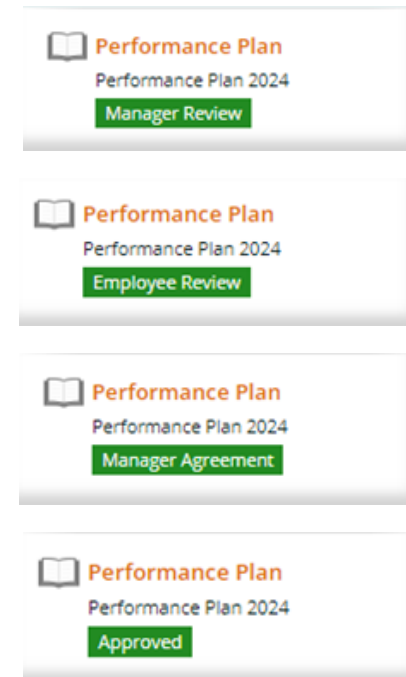 Performance Plan
Performance Plan 2024
Manager Review
Performance Plan
Performance Plan 2024
Employee Review
Performance Plan
Performance Plan 2024
Manager Agreement
Performance Plan
Performance Plan 2024
Approved